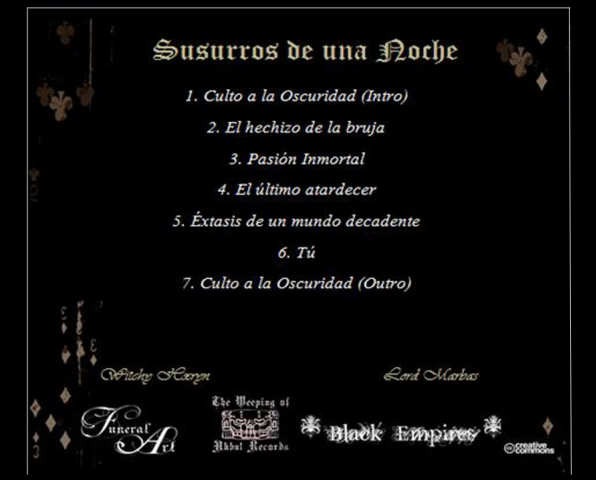 Susurros de una Noche
1. Culto a la Oscuridad (Intro)
2. El hechizo de la bruja
3. Pasión Inmortal
4. El último atardecer
5. Éxtasis de un mundo decadente
6. Tú
7. Culto a la Oscuridad (Outro)
Witchy Lord Marbas
Funeral Art
The Weeping of
Records
Black Empires
creative commons